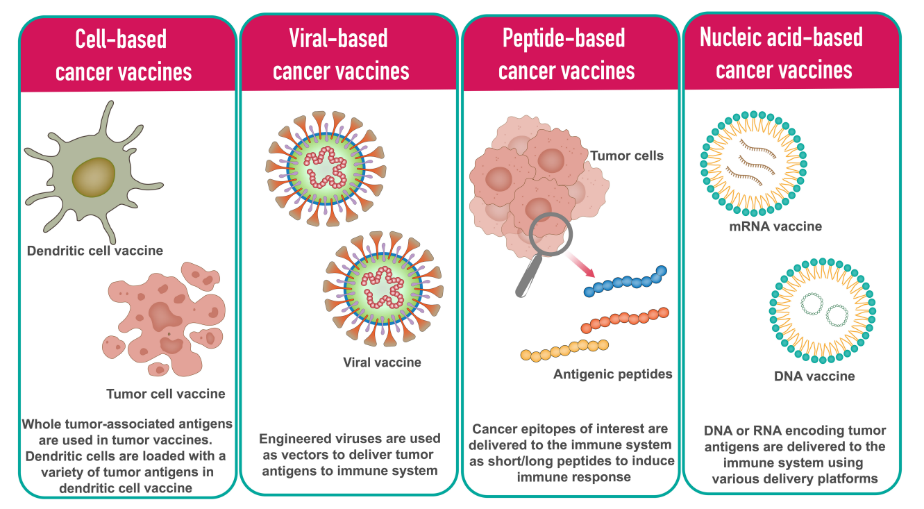 Cell-based
cancer vaccines
Dendritic cell vaccine
Tumor cell vaccine
Whole tumor-associated antigens
are used in tumor vaccines.
Dendritic cells are loaded with a
variety of tumor antigens in
dendritic cell vaccine
Viral-based
cancer vaccines
Viral vaccine
Engineered viruses are used
as vectors to deliver tumor
antigens to immune system
Peptide-based
cancer vaccines
Tumor cells
Antigenic peptides
Cancer epitopes of interest are
delivered to the immune system
as short/long peptides to induce
immune response
Nucleic acid-based
cancer vaccines
mRNA vaccine
DNA vaccine
DNA or RNA encoding tumor
antigens are delivered to the
immune system using
various delivery platforms